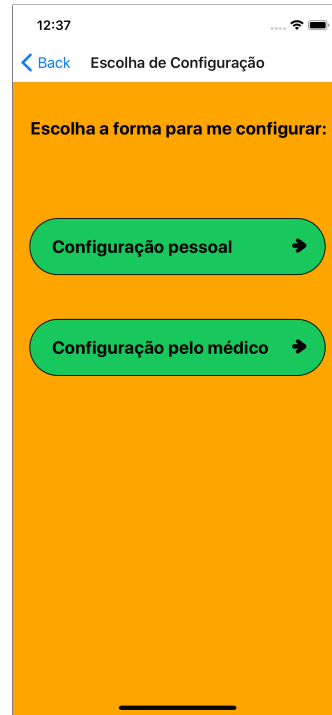 12:37
Back Escolha de Configuração
Escolha a forma para me configurar:
Configuração pessoal
Configuração pelo médico